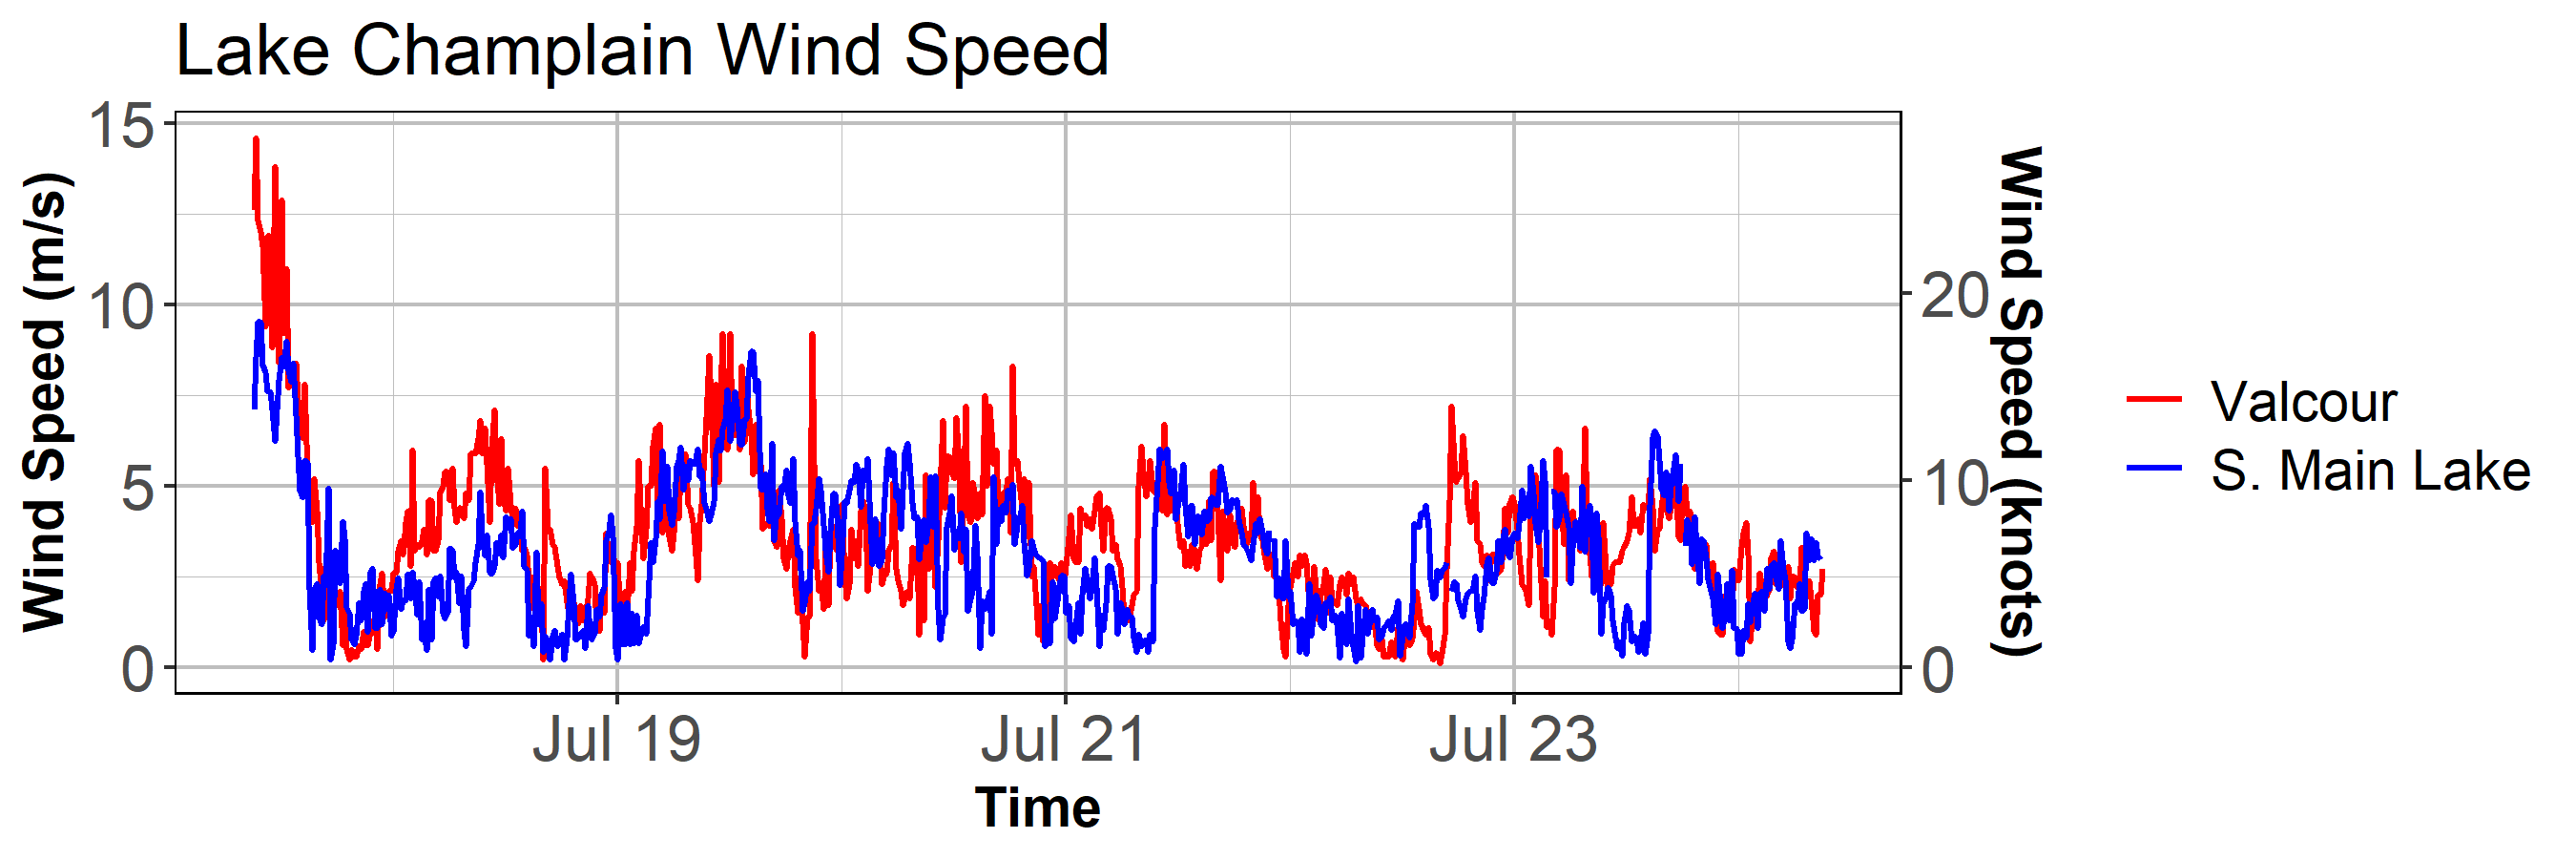 Lake Champlain Wind Speed
15
10
5
0
Wind Speed (m/s)
20
10
0
Wind Speed (knots)
Jul 19
Jul 21
Jul 23
Time
Valcour
S. Main Lake